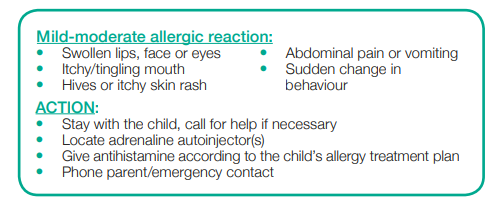 Mild-moderate allergic reaction:
• Swollen lips, face or eyes
• Itchy/tingling mouth
• Hives or itchy skin rash
• Abdominal pain or vomiting
• Sudden change in
behaviour
ACTION:
• Stay with the child, call for help if necessary
• Locate adrenaline autoinjector(s)
• Give antihistamine according to the child's allergy treatment plan
• Phone parent/emergency contact